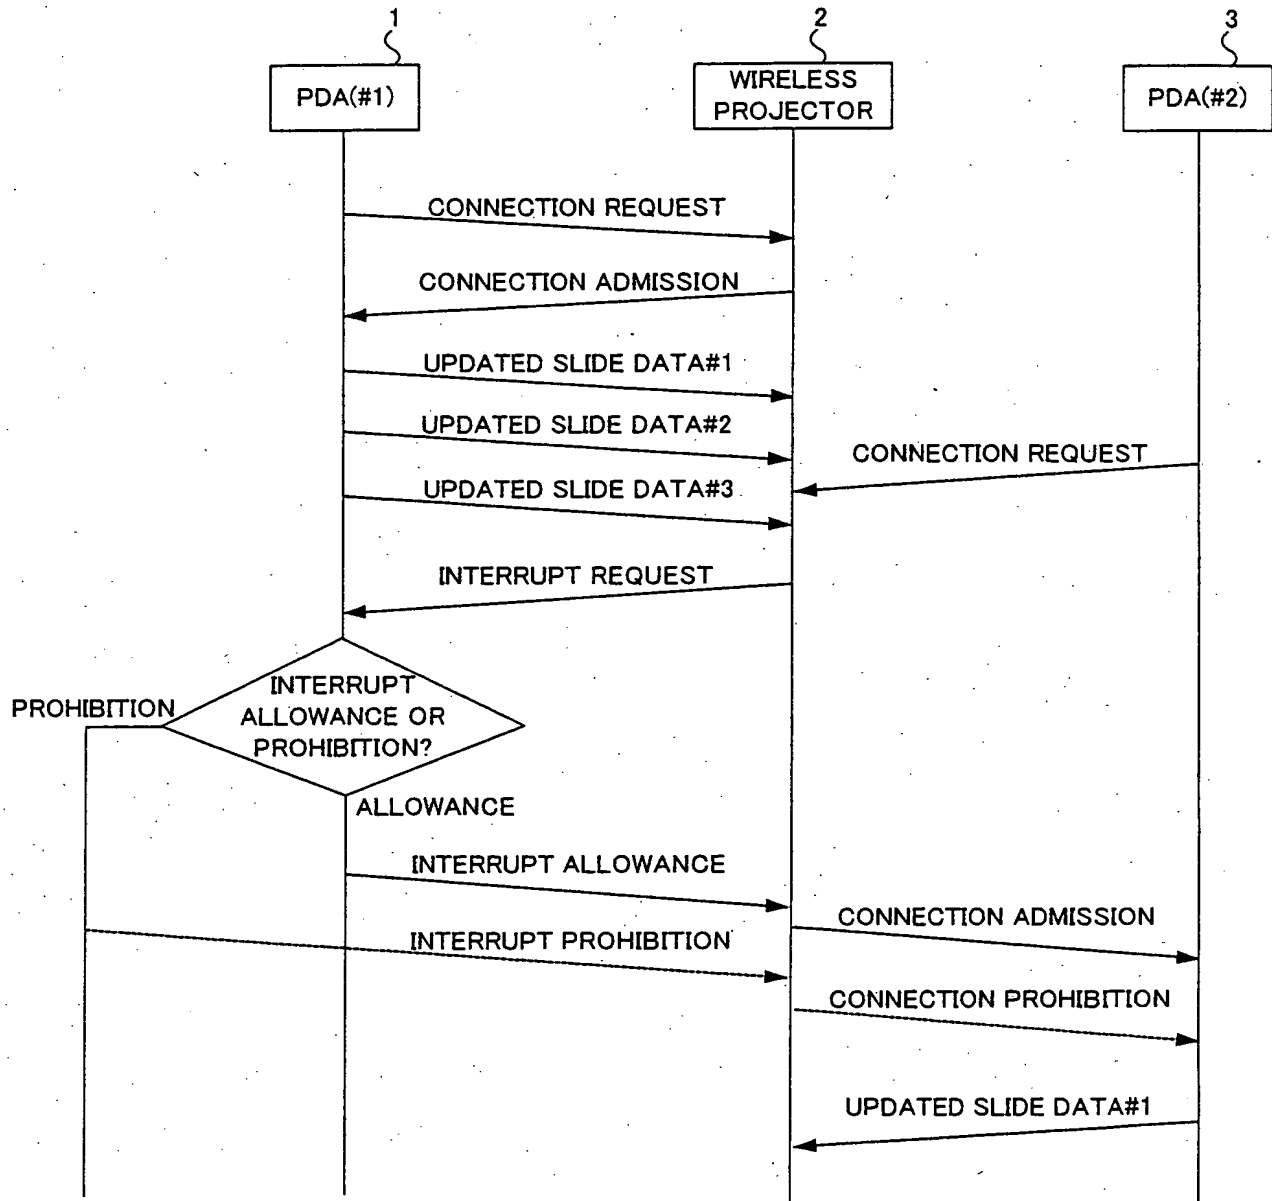 1
2
3
PDA(#1)
WIRELESS
PROJECTOR
PDA(#2)
CONNECTION REQUEST
CONNECTION ADMISSION
UPDATED SLIDE DATA#1
UPDATED SLIDE DATA#2
CONNECTION REQUEST
UPDATED SLIDE DATA#3
INTERRUPT REQUEST
INTERRUPT
ALLOWANCE OR
PROHIBITION?
PROHIBITION
ALLOWANCE
INTERRUPT ALLOWANCE
CONNECTION ADMISSION
INTERRUPT PROHIBITION
CONNECTION PROHIBITION
UPDATED SLIDE DATA#1